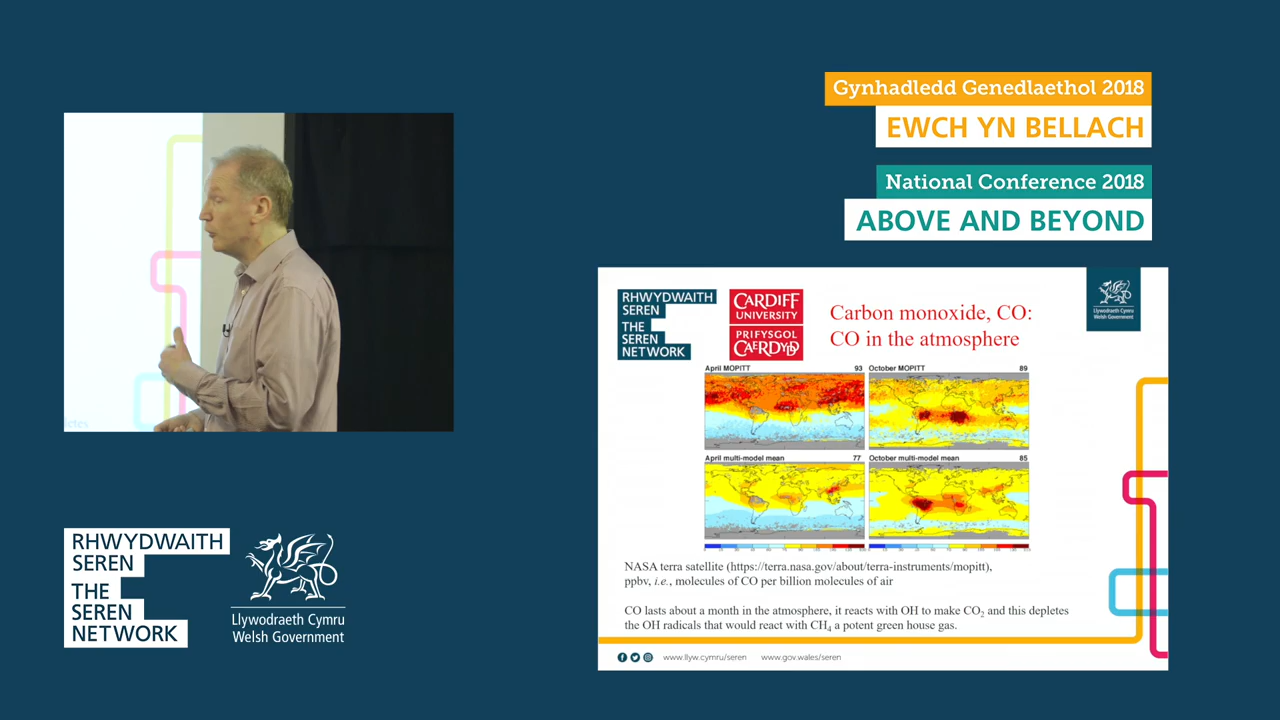 Gynhadledd Genedlaethol 2018
EWCH YN BELLACH
National Conference 2018
ABOVE AND BEYOND
RHWYDWAITH
SEREN
THE
SEREN
NETWORK
CARDIFF
UNIVERSITY
PRIFYSGOL
CAERDYDD
Carbon monoxide, CO:
CO in the atmosphere
Llywodraeth Cymru
Welsh Government
April MOPITT 93
October MOPITT 89
April multi-model mean 77
October multi-model mean 85
NASA terra satellite (https://terra.nasa.gov/about/terra-instruments/mopitt),
ppbv, i.e., molecules of CO per billion molecules of air
CO lasts about a month in the atmosphere, it reacts with OH to make CO₂ and this depletes
the OH radicals that would react with CH₄ a potent green house gas.
www.llyw.cymru/seren www.gov.wales/seren
RHWYDWAITH
SEREN
THE
SEREN
NETWORK
Llywodraeth Cymru
Welsh Government